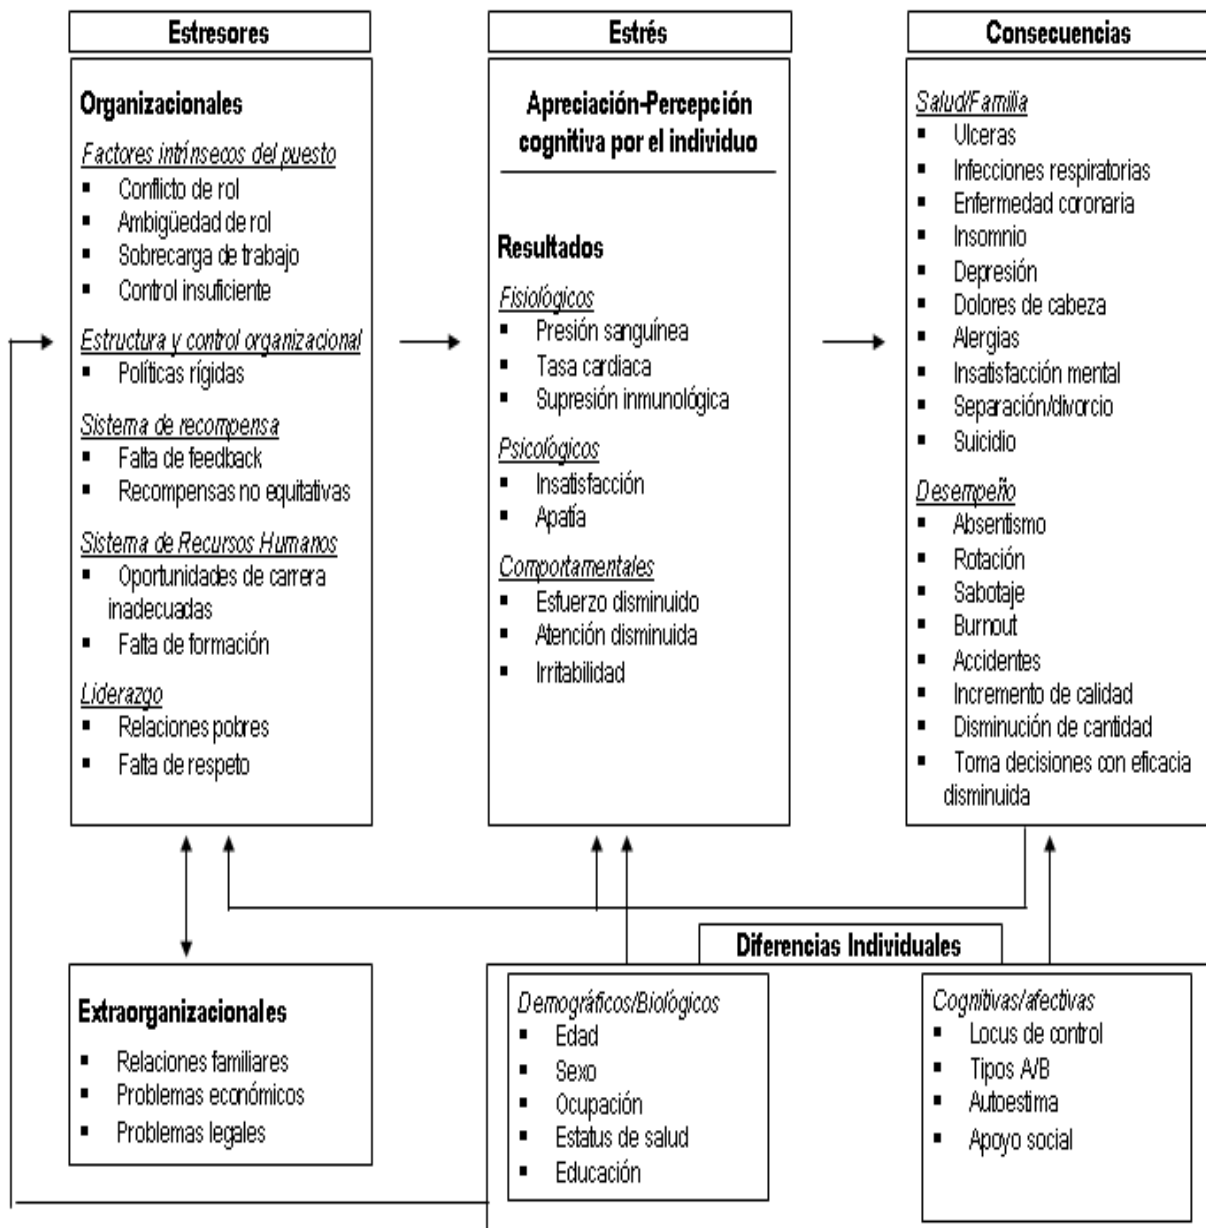 Estresores
Organizacionales
Factores intrínsecos del puesto
▪ Conflicto de rol
▪ Ambigüedad de rol
▪ Sobrecarga de trabajo
▪ Control insuficiente
Estructura y control organizacional
▪ Políticas rígidas
Sistema de recompensa
▪ Falta de feedback
▪ Recompensas no equitativas
Sistema de Recursos Humanos
▪ Oportunidades de carrera
inadecuadas
▪ Falta de formación
Liderazgo
▪ Relaciones pobres
▪ Falta de respeto
Estrés
Apreciación-Percepción
cognitiva por el individuo
Resultados
Fisiológicos
▪ Presión sanguínea
▪ Tasa cardiaca
▪ Supresión inmunológica
Psicológicos
▪ Insatisfacción
▪ Apatía
Comportamentales
▪ Esfuerzo disminuido
▪ Atención disminuida
▪ Irritabilidad
Consecuencias
Salud/Familia
▪ Ulceras
▪ Infecciones respiratorias
▪ Enfermedad coronaria
▪ Insomnio
▪ Depresión
▪ Dolores de cabeza
▪ Alergias
▪ Insatisfacción mental
▪ Separación/divorcio
▪ Suicidio
Desempeño
▪ Absentismo
▪ Rotación
▪ Sabotaje
▪ Burnout
▪ Accidentes
▪ Incremento de calidad
▪ Disminución de cantidad
▪ Toma decisiones con eficacia
disminuida
Extraorganizacionales
▪ Relaciones familiares
▪ Problemas económicos
▪ Problemas legales
Diferencias Individuales
Demográficos/Biológicos
▪ Edad
▪ Sexo
▪ Ocupación
▪ Estatus de salud
▪ Educación
Cognitivas/afectivas
▪ Locus de control
▪ Tipos A/B
▪ Autoestima
▪ Apoyo social